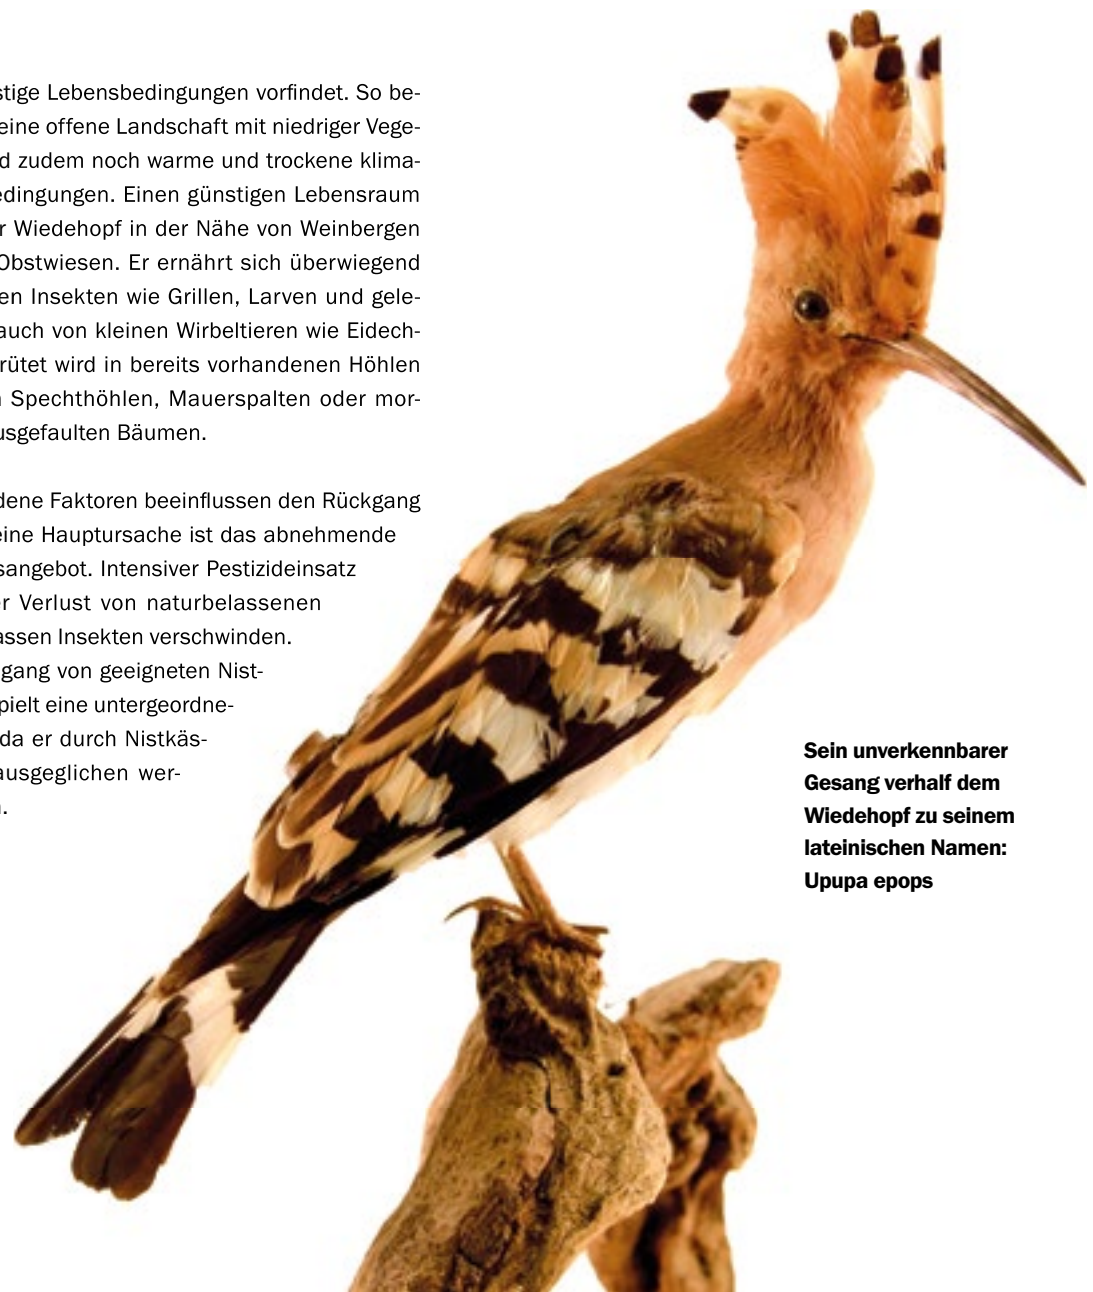 stige Lebensbedingungen vorfindet. So be-
eine offene Landschaft mit niedriger Vege-
d zudem noch warme und trockene klima-
edingungen. Einen günstigen Lebensraum
r Wiedehopf in der Nähe von Weinbergen
Obstwiesen. Er ernährt sich überwiegend
en Insekten wie Grillen, Larven und gele-
auch von kleinen Wirbeltieren wie Eidech-
rütet wird in bereits vorhandenen Höhlen
Spechthöhlen, Mauerspalten oder mor-
usgefaulten Bäumen.
dene Faktoren beeinflussen den Rückgang
eine Hauptursache ist das abnehmende
sangebot. Intensiver Pestizideinsatz
er Verlust von naturbelassenen
assen Insekten verschwinden.
gang von geeigneten Nist-
pielt eine untergeordne-
da er durch Nistkäs-
ausgeglichen wer-
Sein unverkennbarer
Gesang verhalf dem
Wiedehopf zu seinem
lateinischen Namen:
Upupa epops